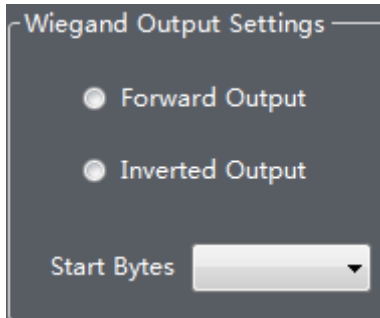 Wiegand Output Settings
Forward Output
Inverted Output
Start Bytes